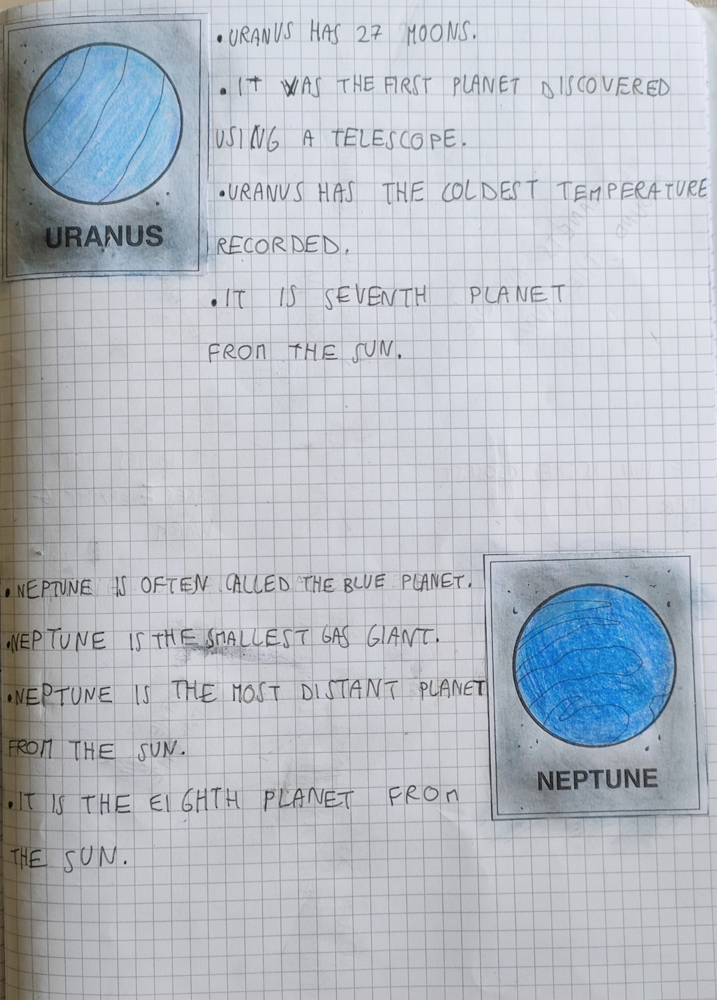 • URANUS HAS 27 MOONS.
• IT WAS THE FIRST PLANET DISCOVERED
USING A TELESCOPE.
• URANUS HAS THE COLDEST TEMPERATURE
RECORDED.
• IT IS SEVENTH PLANET
FROM THE SUN.
URANUS
• NEPTUNE IS OFTEN CALLED THE BLUE PLANET.
• NEPTUNE IS THE SMALLEST GAS GIANT.
• NEPTUNE IS THE MOST DISTANT PLANET
FROM THE SUN.
• IT IS THE EIGHTH PLANET FROM
THE SUN.
NEPTUNE